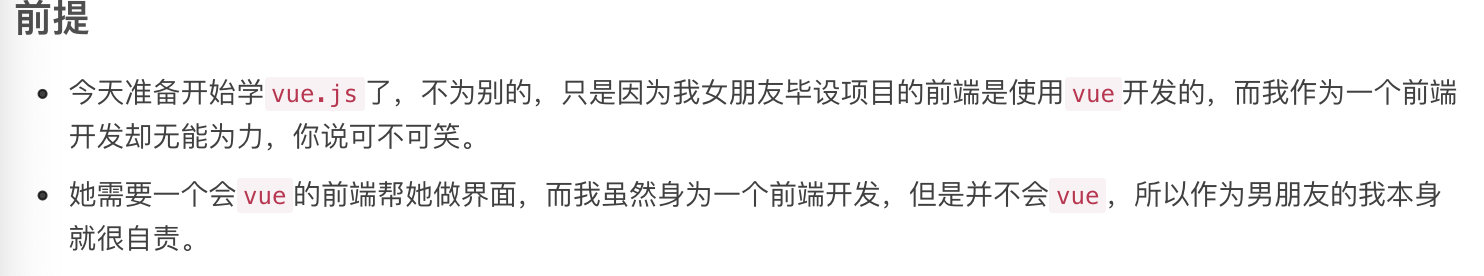 前提
今天准备开始学vue.js了，不为别的，只是因为我女朋友毕设项目的前端是使用vue开发的，而我作为一个前端
开发却无能为力，你说可不可笑。
她需要一个会vue的前端帮她做界面，而我虽然身为一个前端开发，但是并不会vue，所以作为男朋友的我本身
就很自责。